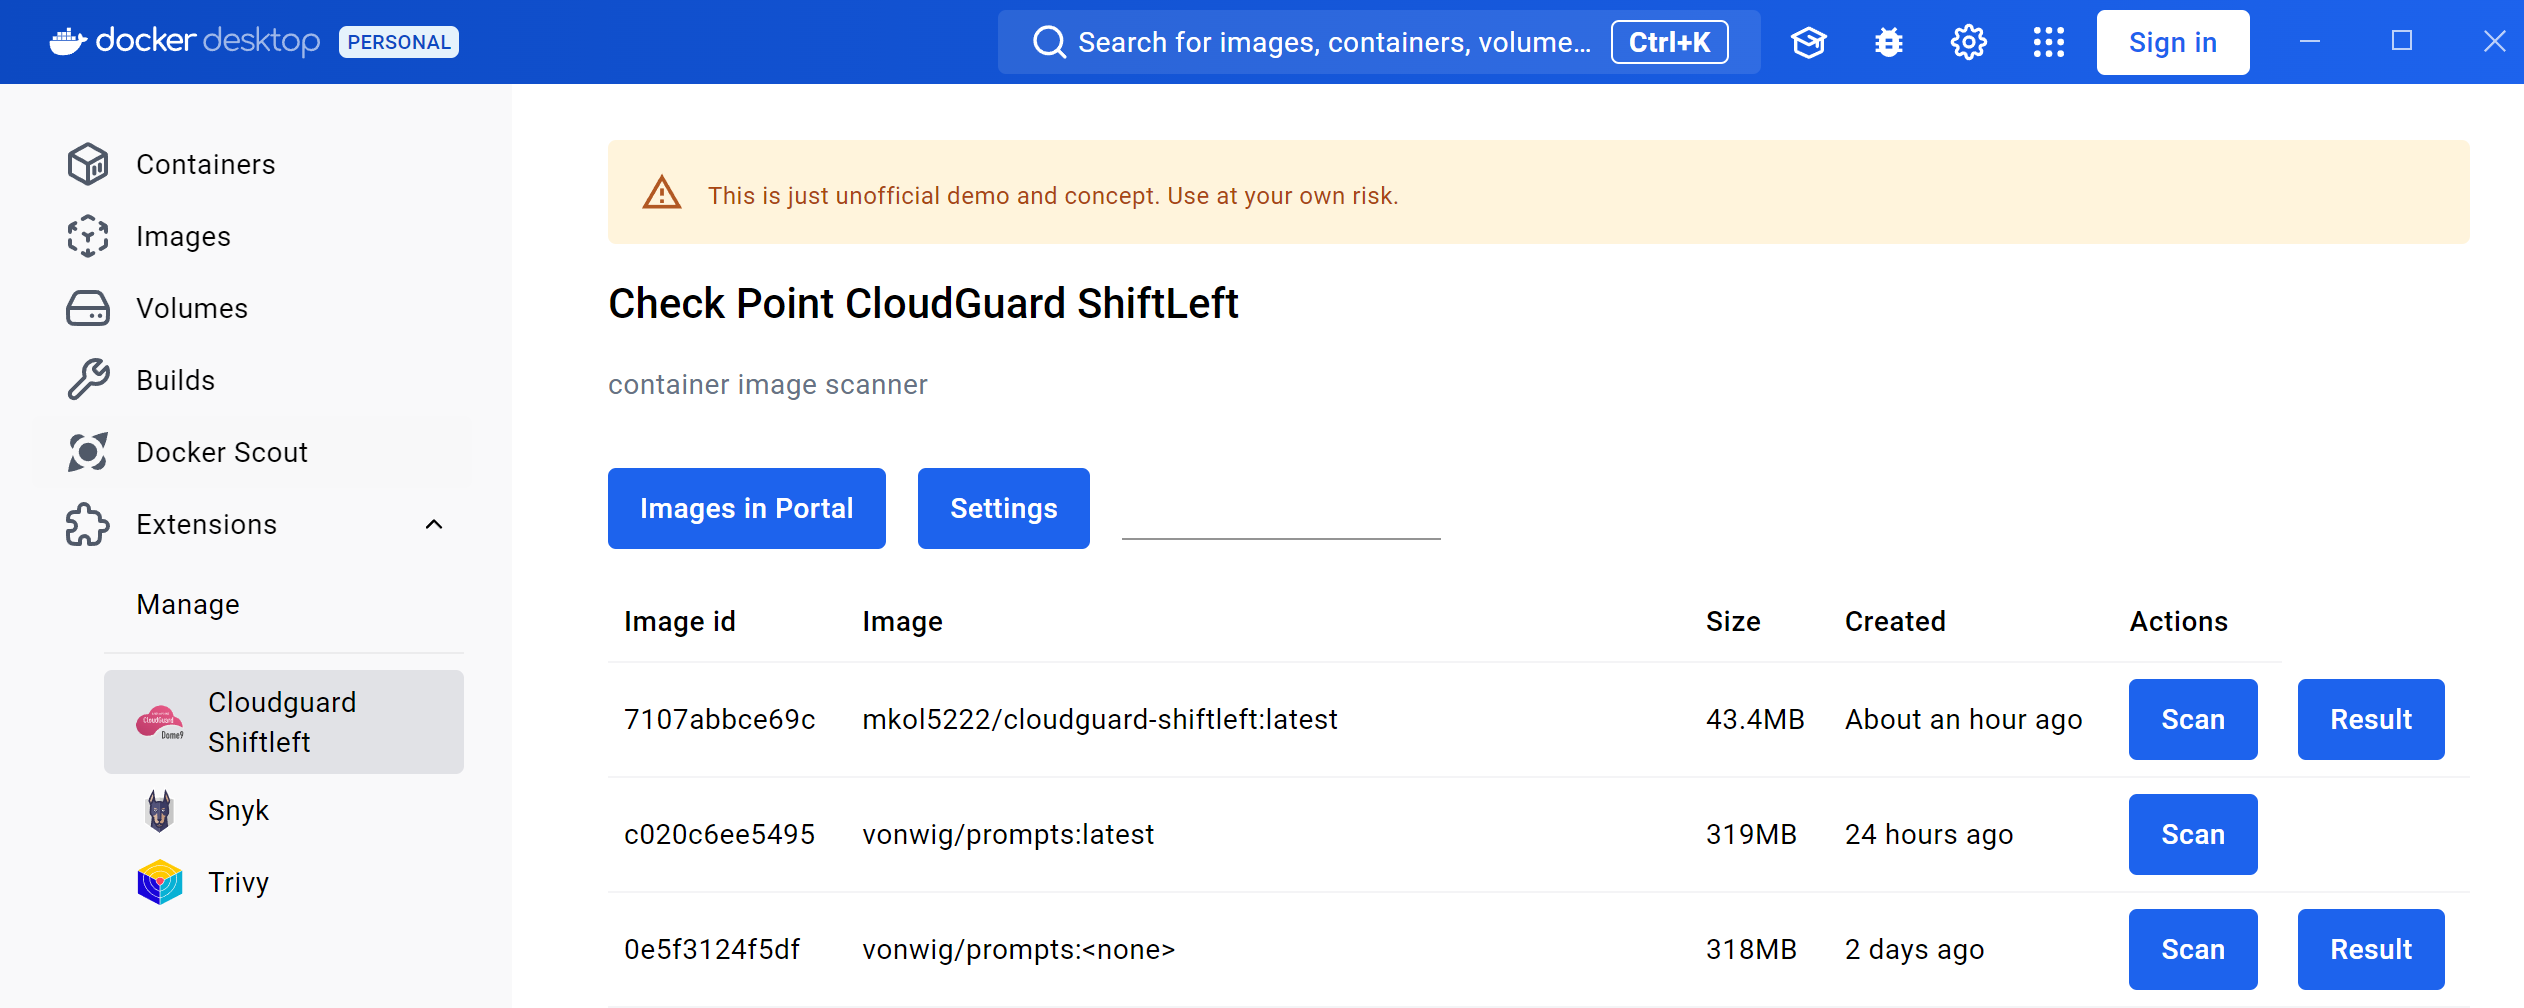 docker desktop PERSONAL
Search for images, containers, volume... Ctrl+K
Sign in
Containers
Images
Volumes
Builds
Docker Scout
Extensions
Manage
Cloudguard
Shiftleft
CloudGuard
Dome9
Snyk
Trivy
This is just unofficial demo and concept. Use at your own risk.
Check Point CloudGuard ShiftLeft
container image scanner
Images in Portal Settings
Image id Image Size Created Actions
7107abbce69c mkol5222/cloudguard-shiftleft:latest 43.4MB About an hour ago Scan Result
c020c6ee5495 vonwig/prompts:latest 319MB 24 hours ago Scan
0e5f3124f5df vonwig/prompts:<none> 318MB 2 days ago Scan Result